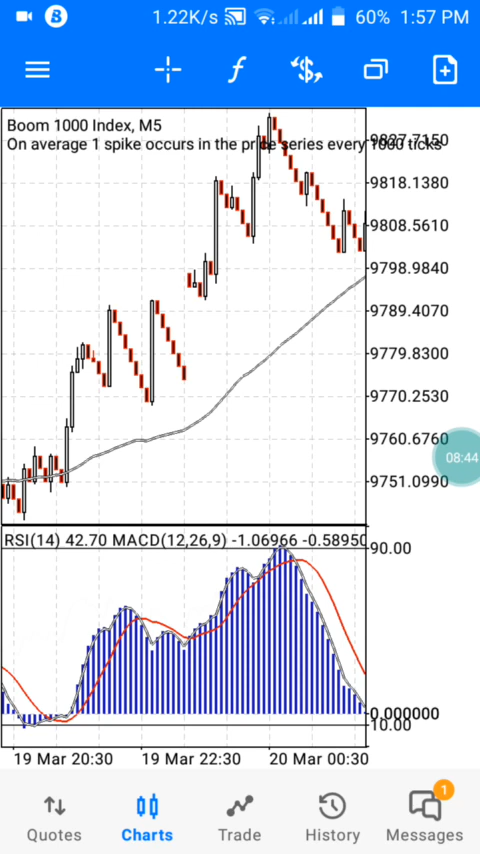 1.22K/s 60% 1:57 PM
Boom 1000 Index, M5
On average 1 spike occurs in the price series every 1000 ticks
9827.7150
9818.1380
9808.5610
9798.9840
9789.4070
9779.8300
9770.2530
9760.6760
08:44
9751.0990
RSI(14) 42.70 MACD(12,26,9) -1.06966 -0.58950
90.00
0.000000
10.00
19 Mar 20:30 19 Mar 22:30 20 Mar 00:30
1
Quotes Charts Trade History Messages